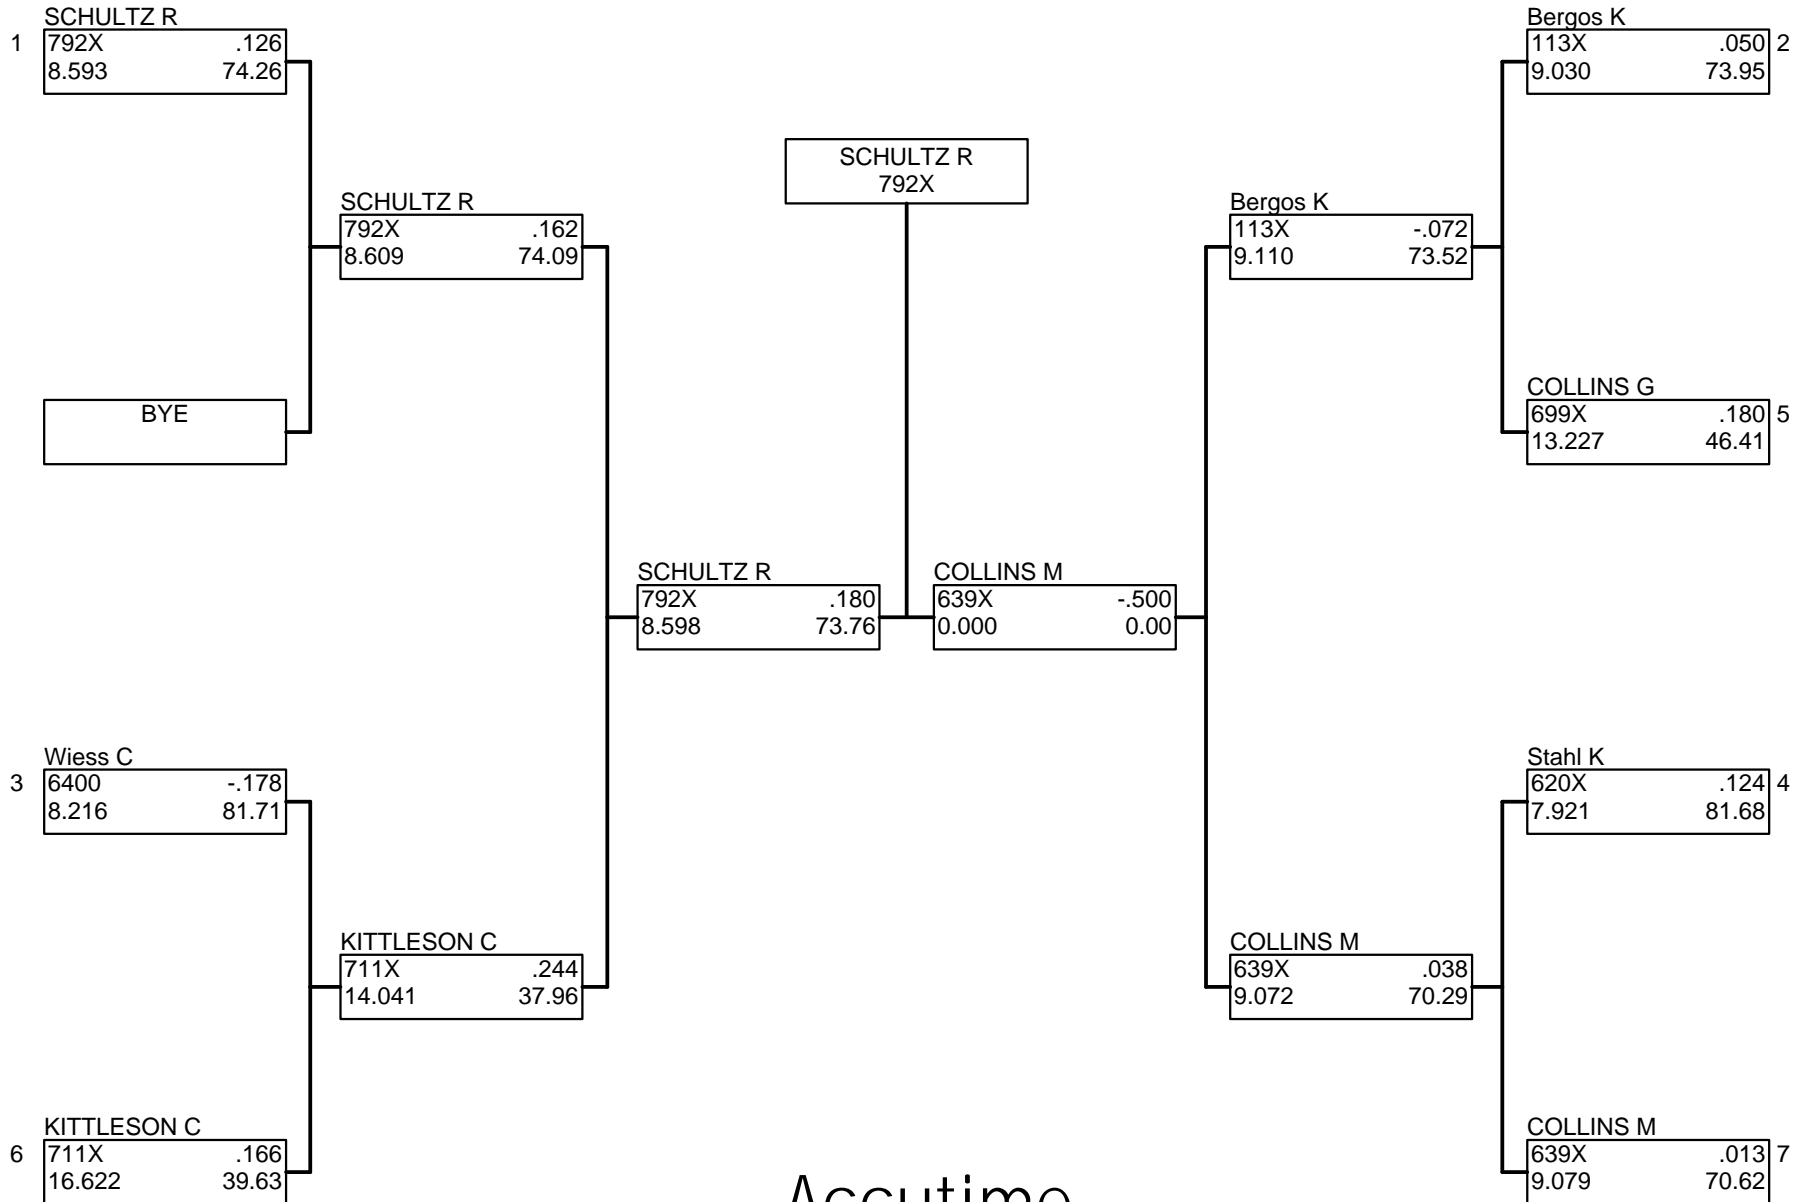 SCHULTZ R
1 792X .126
8.593 74.26
BYE
Wiess C
3 6400 -.178
8.216 81.71
KITTLESON C
6 711X .166
16.622 39.63
SCHULTZ R
792X .162
8.609 74.09
KITTLESON C
711X .244
14.041 37.96
SCHULTZ R
792X .180
8.598 73.76
SCHULTZ R
792X
COLLINS M
639X -.500
0.000 0.00
Bergos K
113X -.072
9.110 73.52
COLLINS M
639X .038
9.072 70.29
Bergos K
113X .050 2
9.030 73.95
COLLINS G
699X .180 5
13.227 46.41
Stahl K
620X .124 4
7.921 81.68
COLLINS M
639X .013 7
9.079 70.62
Accutime